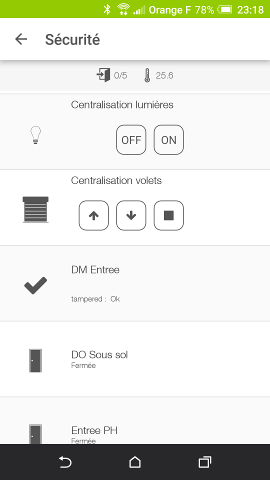 Orange F 78% 23:18
Sécurité
0/5 25.6
Centralisation lumières
OFF ON
Centralisation volets
DM Entree
tampered : Ok
DO Sous sol
Fermée
Entree PH
Fermée